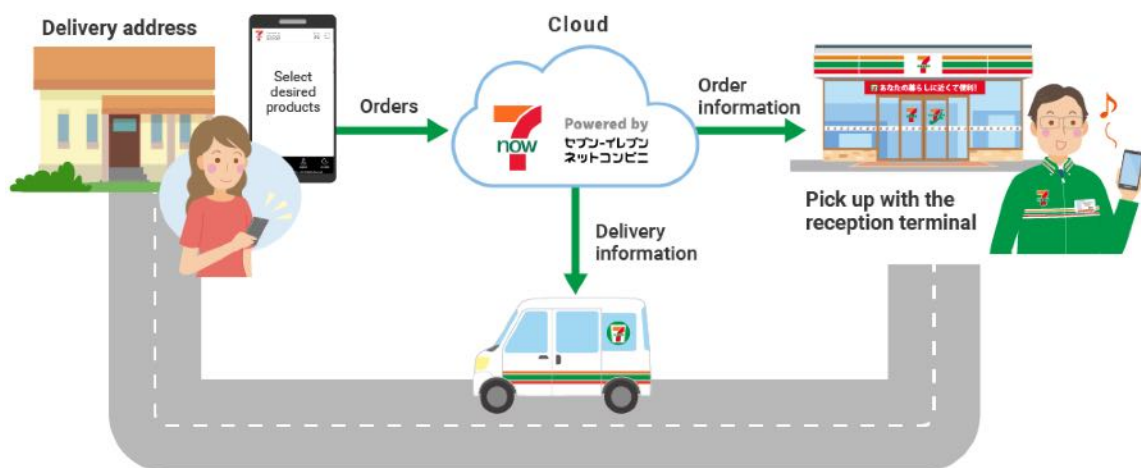 Delivery address
Select
desired
products
Orders
Cloud
7
now
Powered by
セブン-イレブン
ネットコンビニ
Order
information
Delivery
information
あなたの暮らしに近くて便利!
Pick up with the
reception terminal